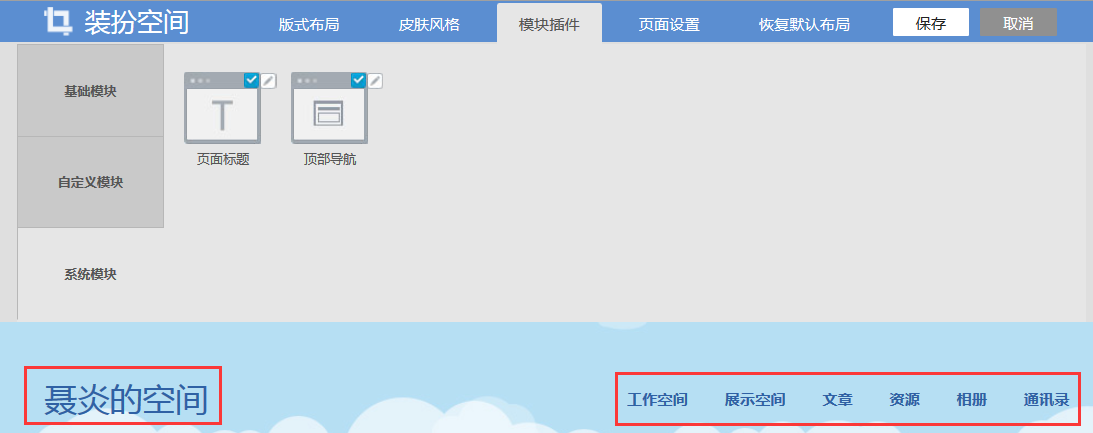 装扮空间 版式布局 皮肤风格 模块插件 页面设置 恢复默认布局 保存 取消
基础模块
页面标题 顶部导航
自定义模块
系统模块
聂炎的空间 工作空间 展示空间 文章 资源 相册 通讯录